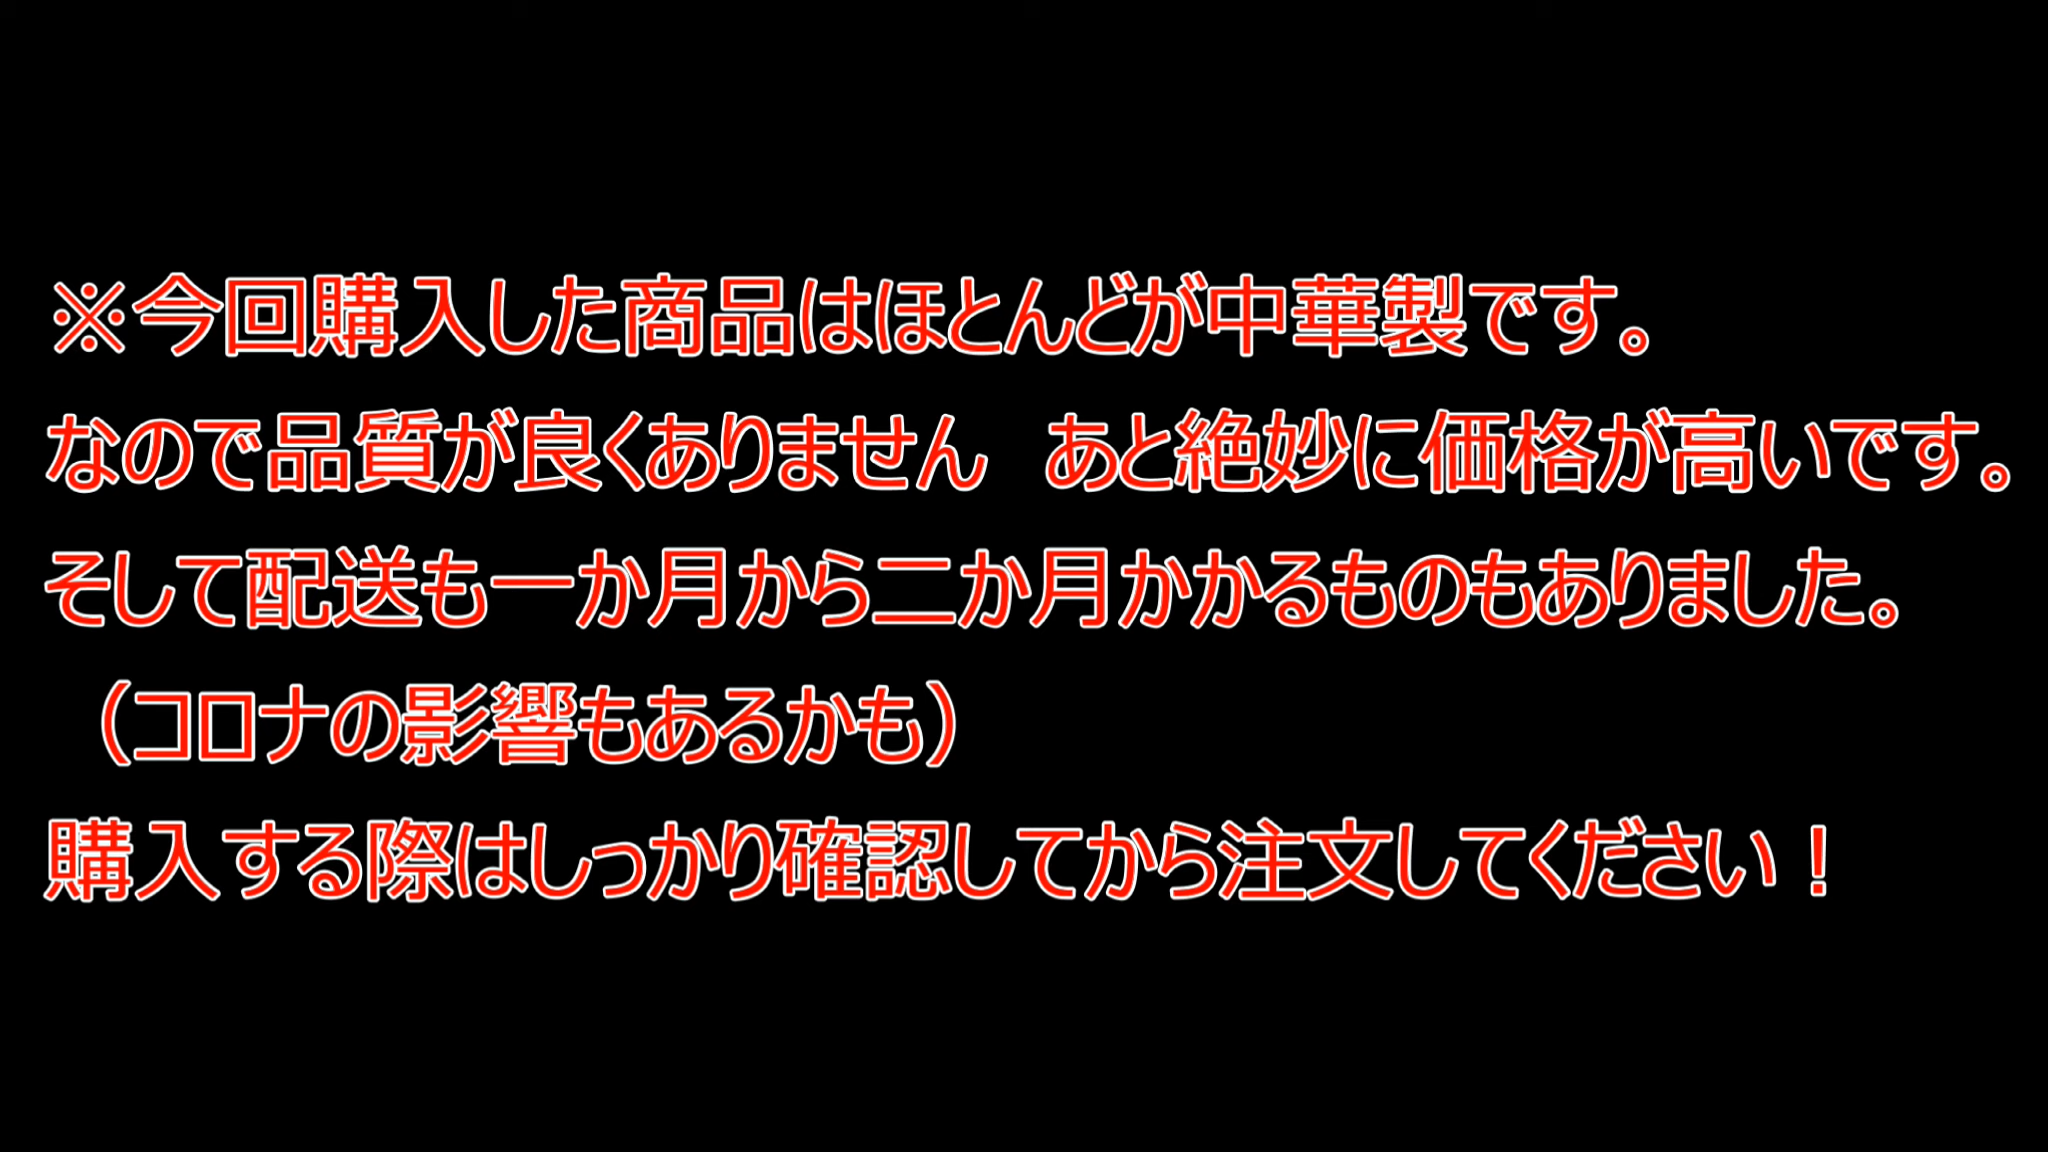 ※今回購入した商品はほとんどが中華製です。
なので品質が良くありません　あと絶妙に価格が高いです。
そして配送も一か月から二か月かかるものもありました。
（コロナの影響もあるかも）
購入する際はしっかり確認してから注文してください！